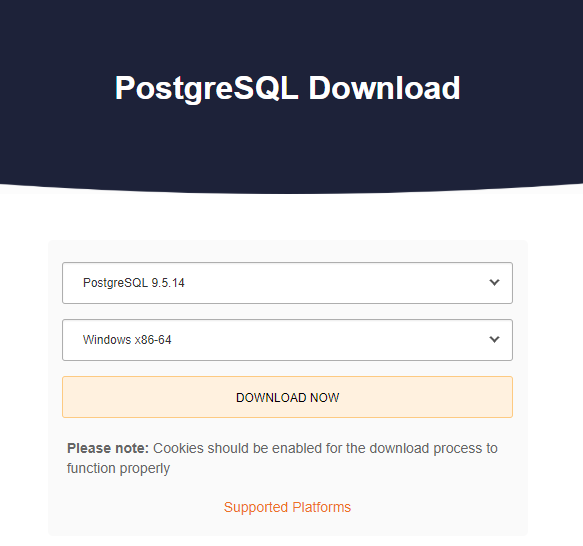 PostgreSQL Download
PostgreSQL 9.5.14
Windows x86-64
DOWNLOAD NOW
Please note: Cookies should be enabled for the download process to
function properly
Supported Platforms